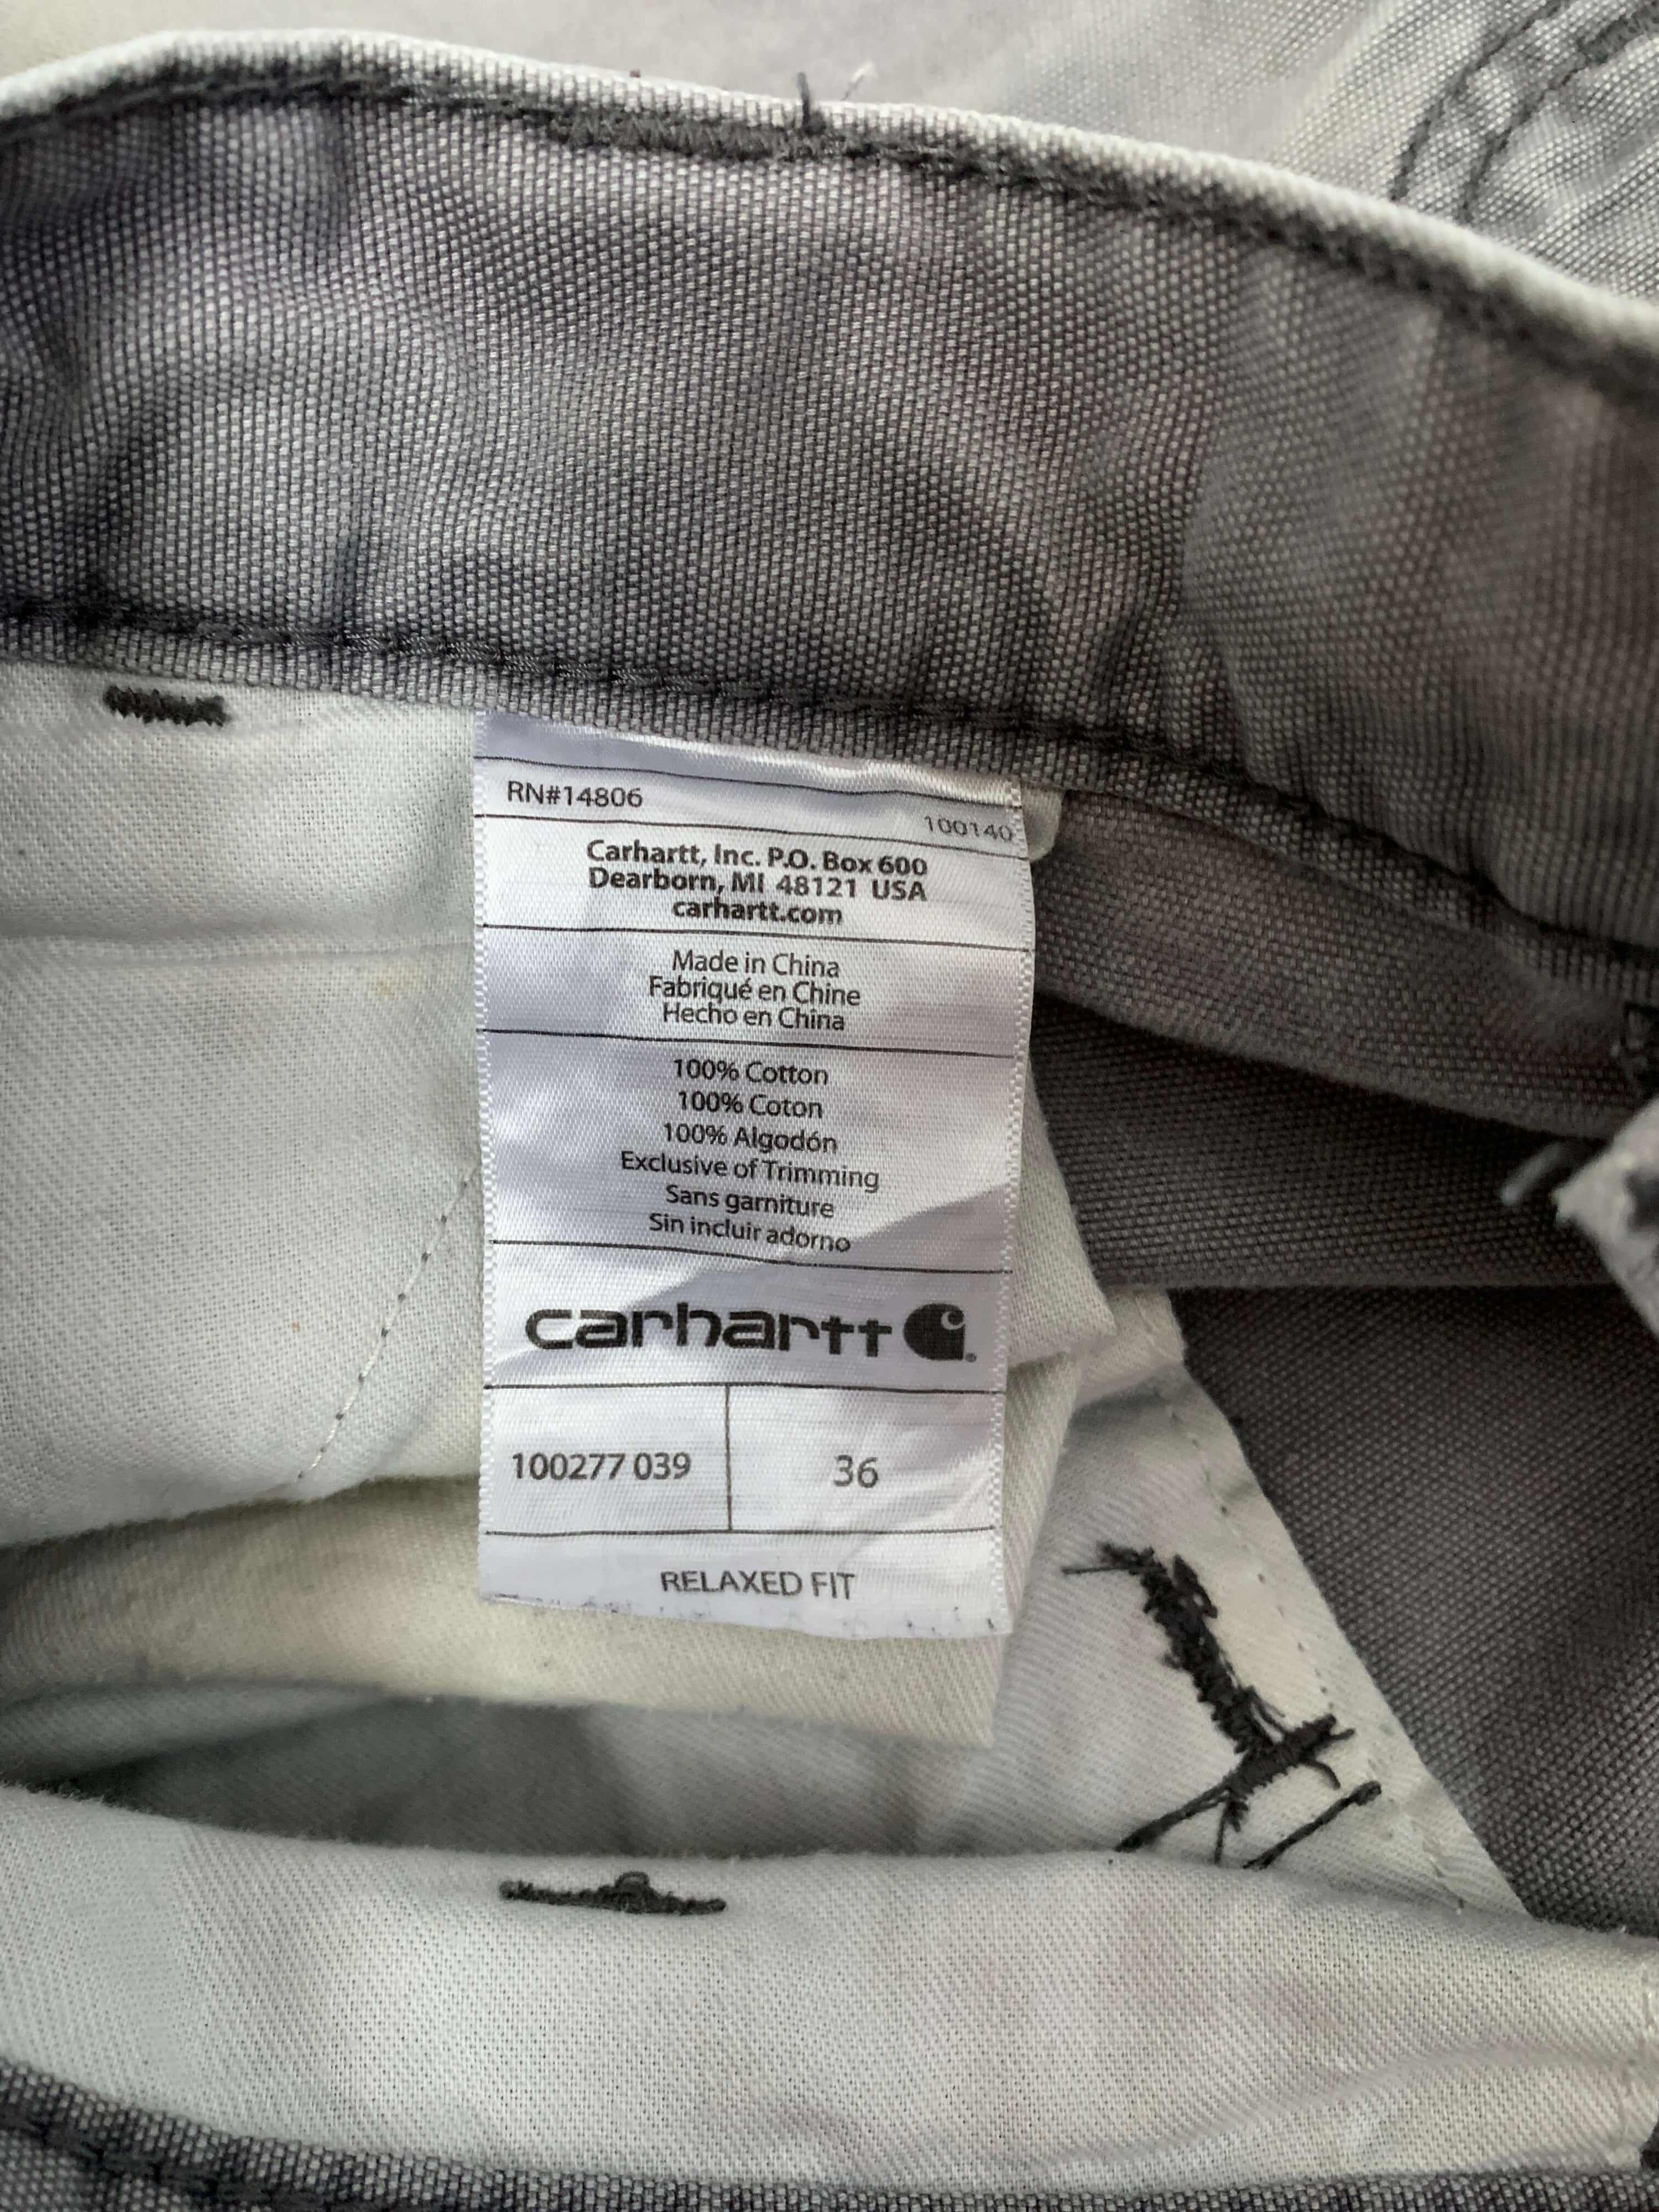 RN#14806
100140
Carhartt, Inc. P.O. Box 600
Dearborn, MI 48121 USA
carhartt.com
Made in China
Fabriqué en Chine
Hecho en China
100% Cotton
100% Coton
100% Algodón
Exclusive of Trimming
Sans garniture
Sin incluir adorno
carhartt
100277 039
36
RELAXED FIT